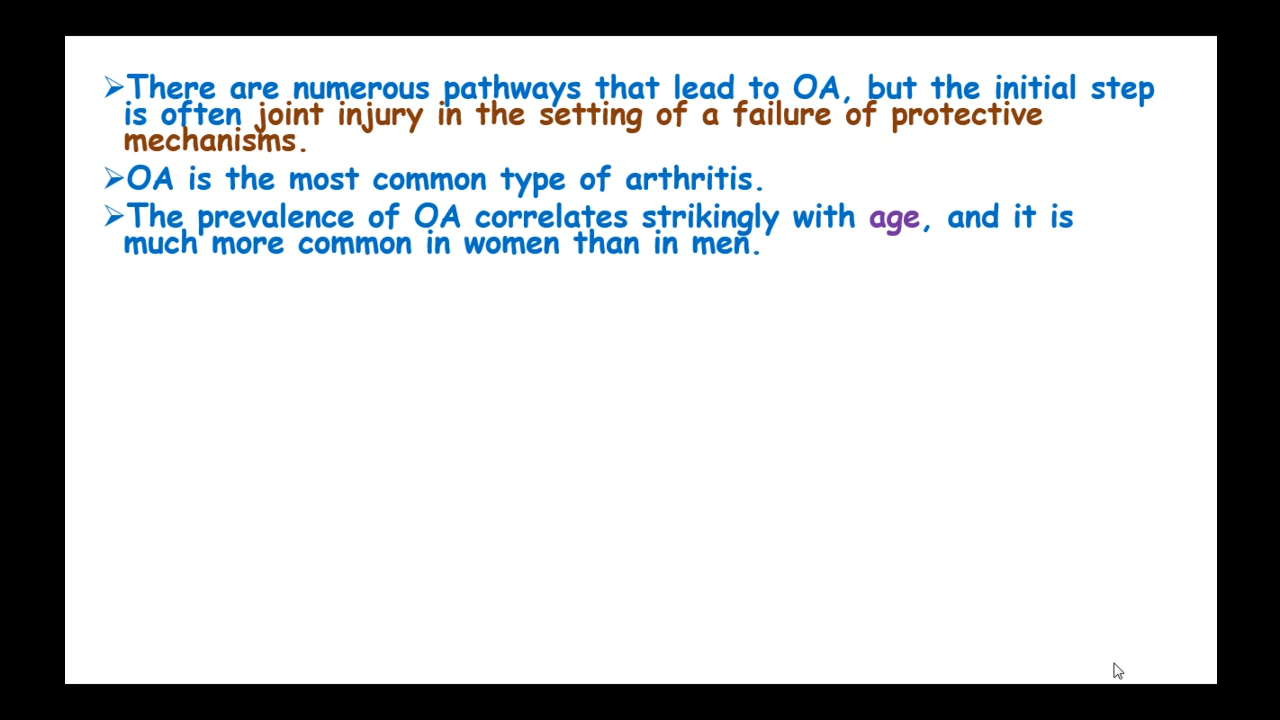 ➢There are numerous pathways that lead to OA, but the initial step
is often joint injury in the setting of a failure of protective
mechanisms.
➢OA is the most common type of arthritis.
➢The prevalence of OA correlates strikingly with age, and it is
much more common in women than in men.